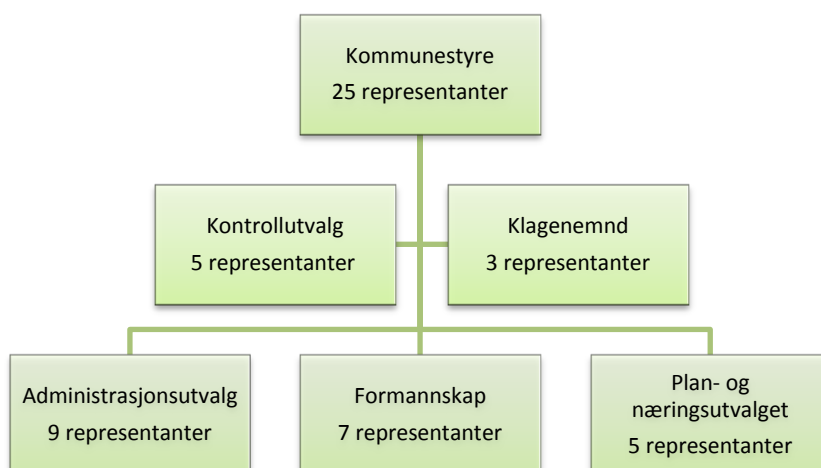 Kommunestyre
25 representanter
Kontrollutvalg
5 representanter
Klagenemnd
3 representanter
Administrasjonsutvalg
9 representanter
Formannskap
7 representanter
Plan- og
næringsutvalget
5 representanter